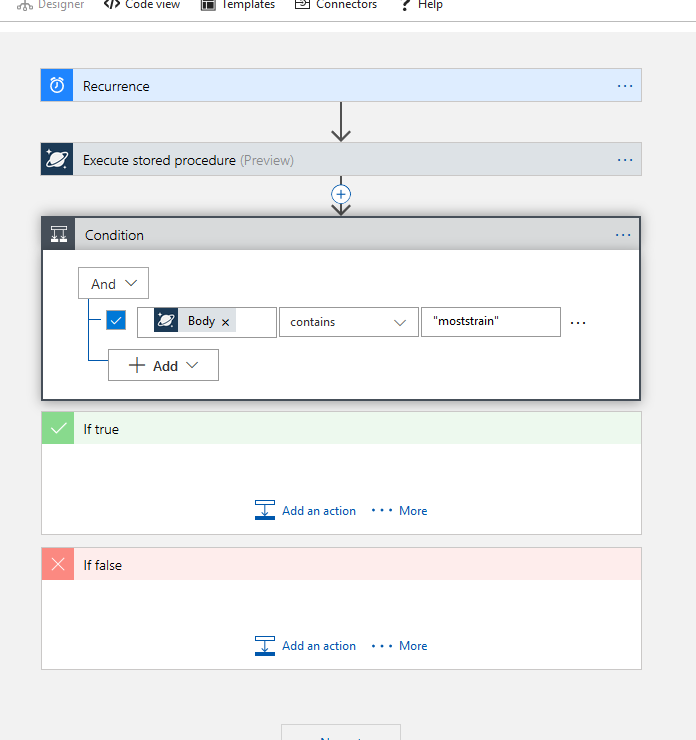 Designer Code view Templates Connectors ? Help
Recurrence ...
Execute stored procedure (Preview) ...
Condition ...
And
Body × contains "moststrain" ...
+ Add
If true
Add an action ... More
If false
Add an action ... More